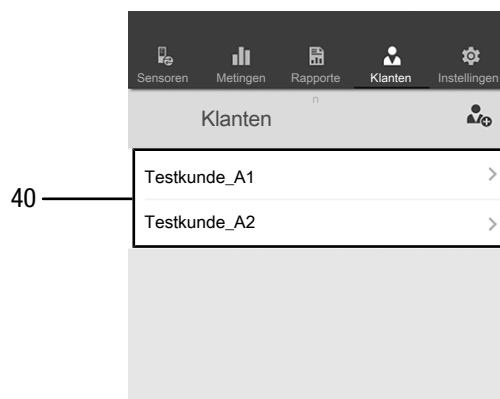 Sensoren Metingen Rapporte Klanten Instellingen
n
Klanten
Testkunde_A1
40
Testkunde_A2